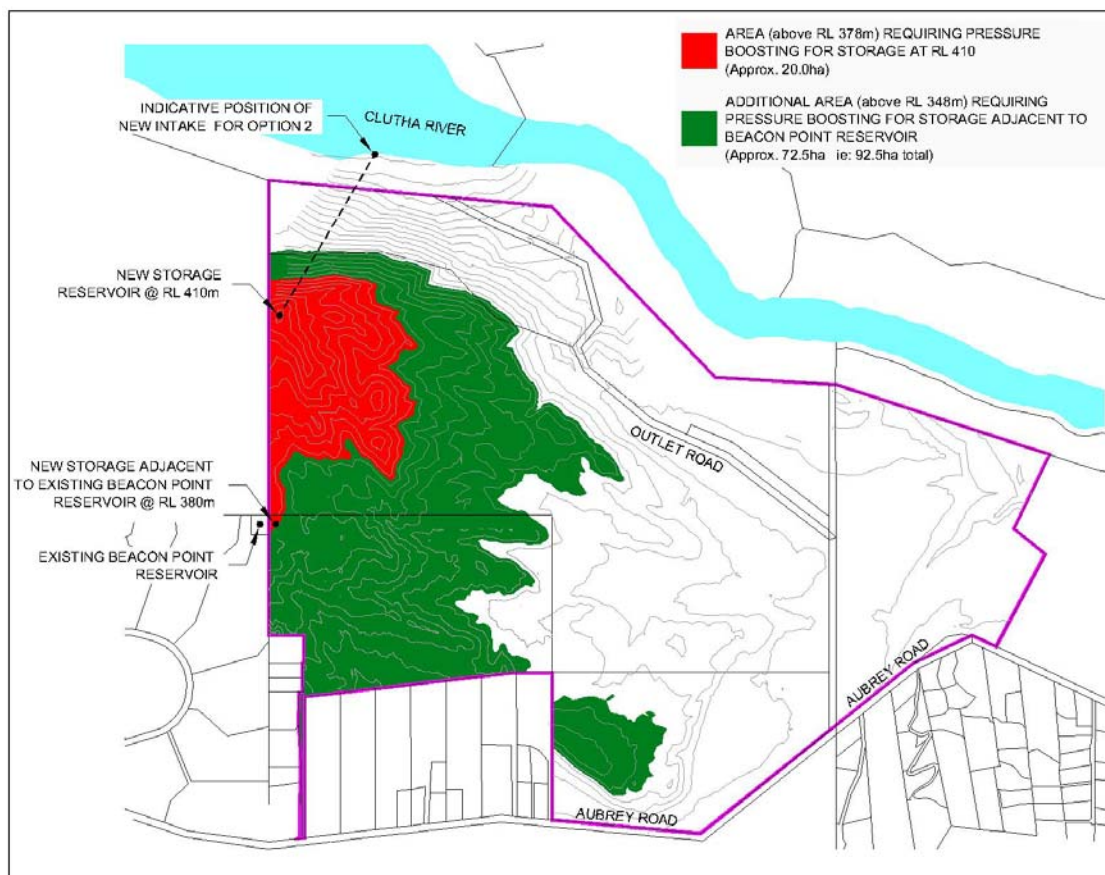 AREA (above RL 378m) REQUIRING PRESSURE
BOOSTING FOR STORAGE AT RL 410
(Approx. 20.0ha)
ADDITIONAL AREA (above RL 348m) REQUIRING
PRESSURE BOOSTING FOR STORAGE ADJACENT TO
BEACON POINT RESERVOIR
(Approx. 72.5ha ie: 92.5ha total)
INDICATIVE POSITION OF
NEW INTAKE FOR OPTION 2
CLUTHA RIVER
NEW STORAGE
RESERVOIR @ RL 410m
OUTLET ROAD
NEW STORAGE ADJACENT
TO EXISTING BEACON POINT
RESERVOIR @ RL 380m
EXISTING BEACON POINT
RESERVOIR
AUBREY ROAD
AUBREY ROAD